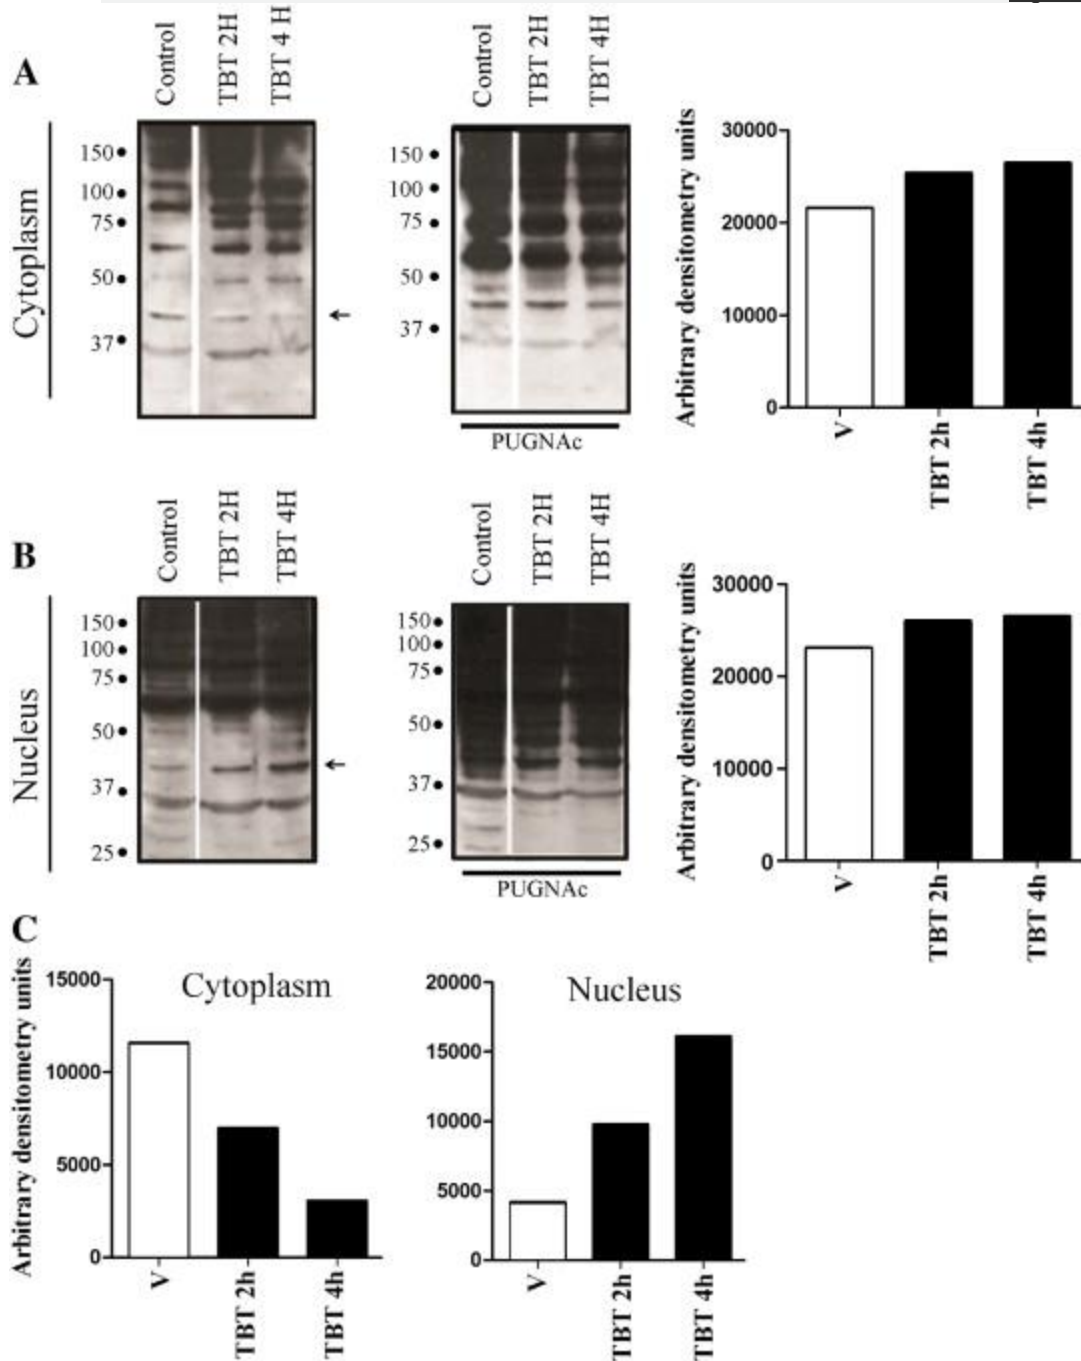 A
Cytoplasm
Control
TBT 2H
TBT 4 H
150
100
75
50
37
Control
TBT 2H
TBT 4H
150
100
75
50
37
PUGNAc
Arbitrary densitometry units
30000
20000
10000
0
V
TBT 2h
TBT 4h
B
Nucleus
Control
TBT 2H
TBT 4H
150
100
75
50
37
25
Control
TBT 2H
TBT 4H
150
100
75
50
37
25
PUGNAc
Arbitrary densitometry units
30000
20000
10000
0
V
TBT 2h
TBT 4h
C
Arbitrary densitometry units
Cytoplasm
15000
10000
5000
0
V
TBT 2h
TBT 4h
Nucleus
20000
15000
10000
5000
0
V
TBT 2h
TBT 4h